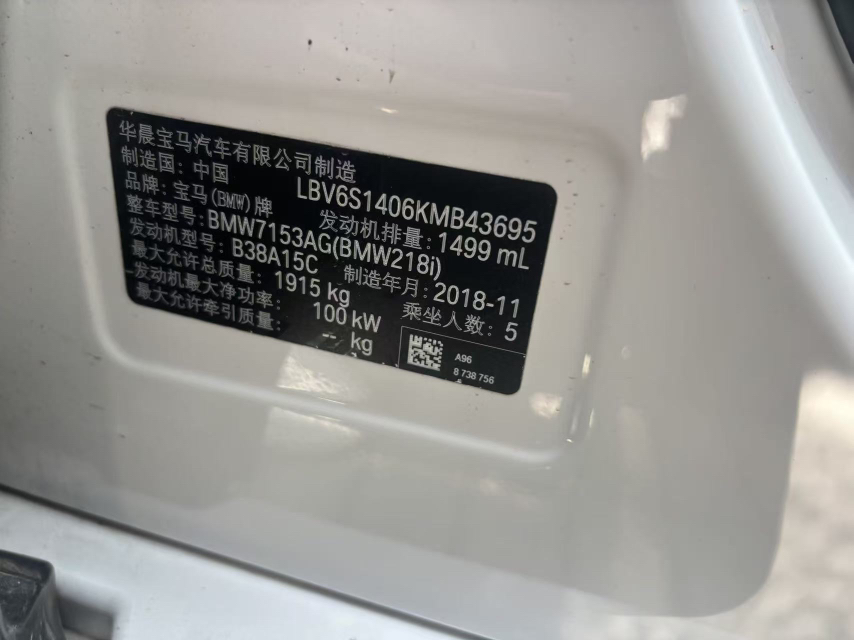 华晨宝马汽车有限公司制造
制造国: 中国 LBV6S1406KMB43695
品牌: 宝马(BMW)牌 发动机排量: 1499 mL
整车型号: BMW7153AG(BMW218i)
发动机型号: B38A15C 制造年月: 2018-11
最大允许总质量: 1915 kg 乘坐人数: 5
发动机最大净功率: 100 kW
最大允许牵引质量: -- kg
A96
8 738 756